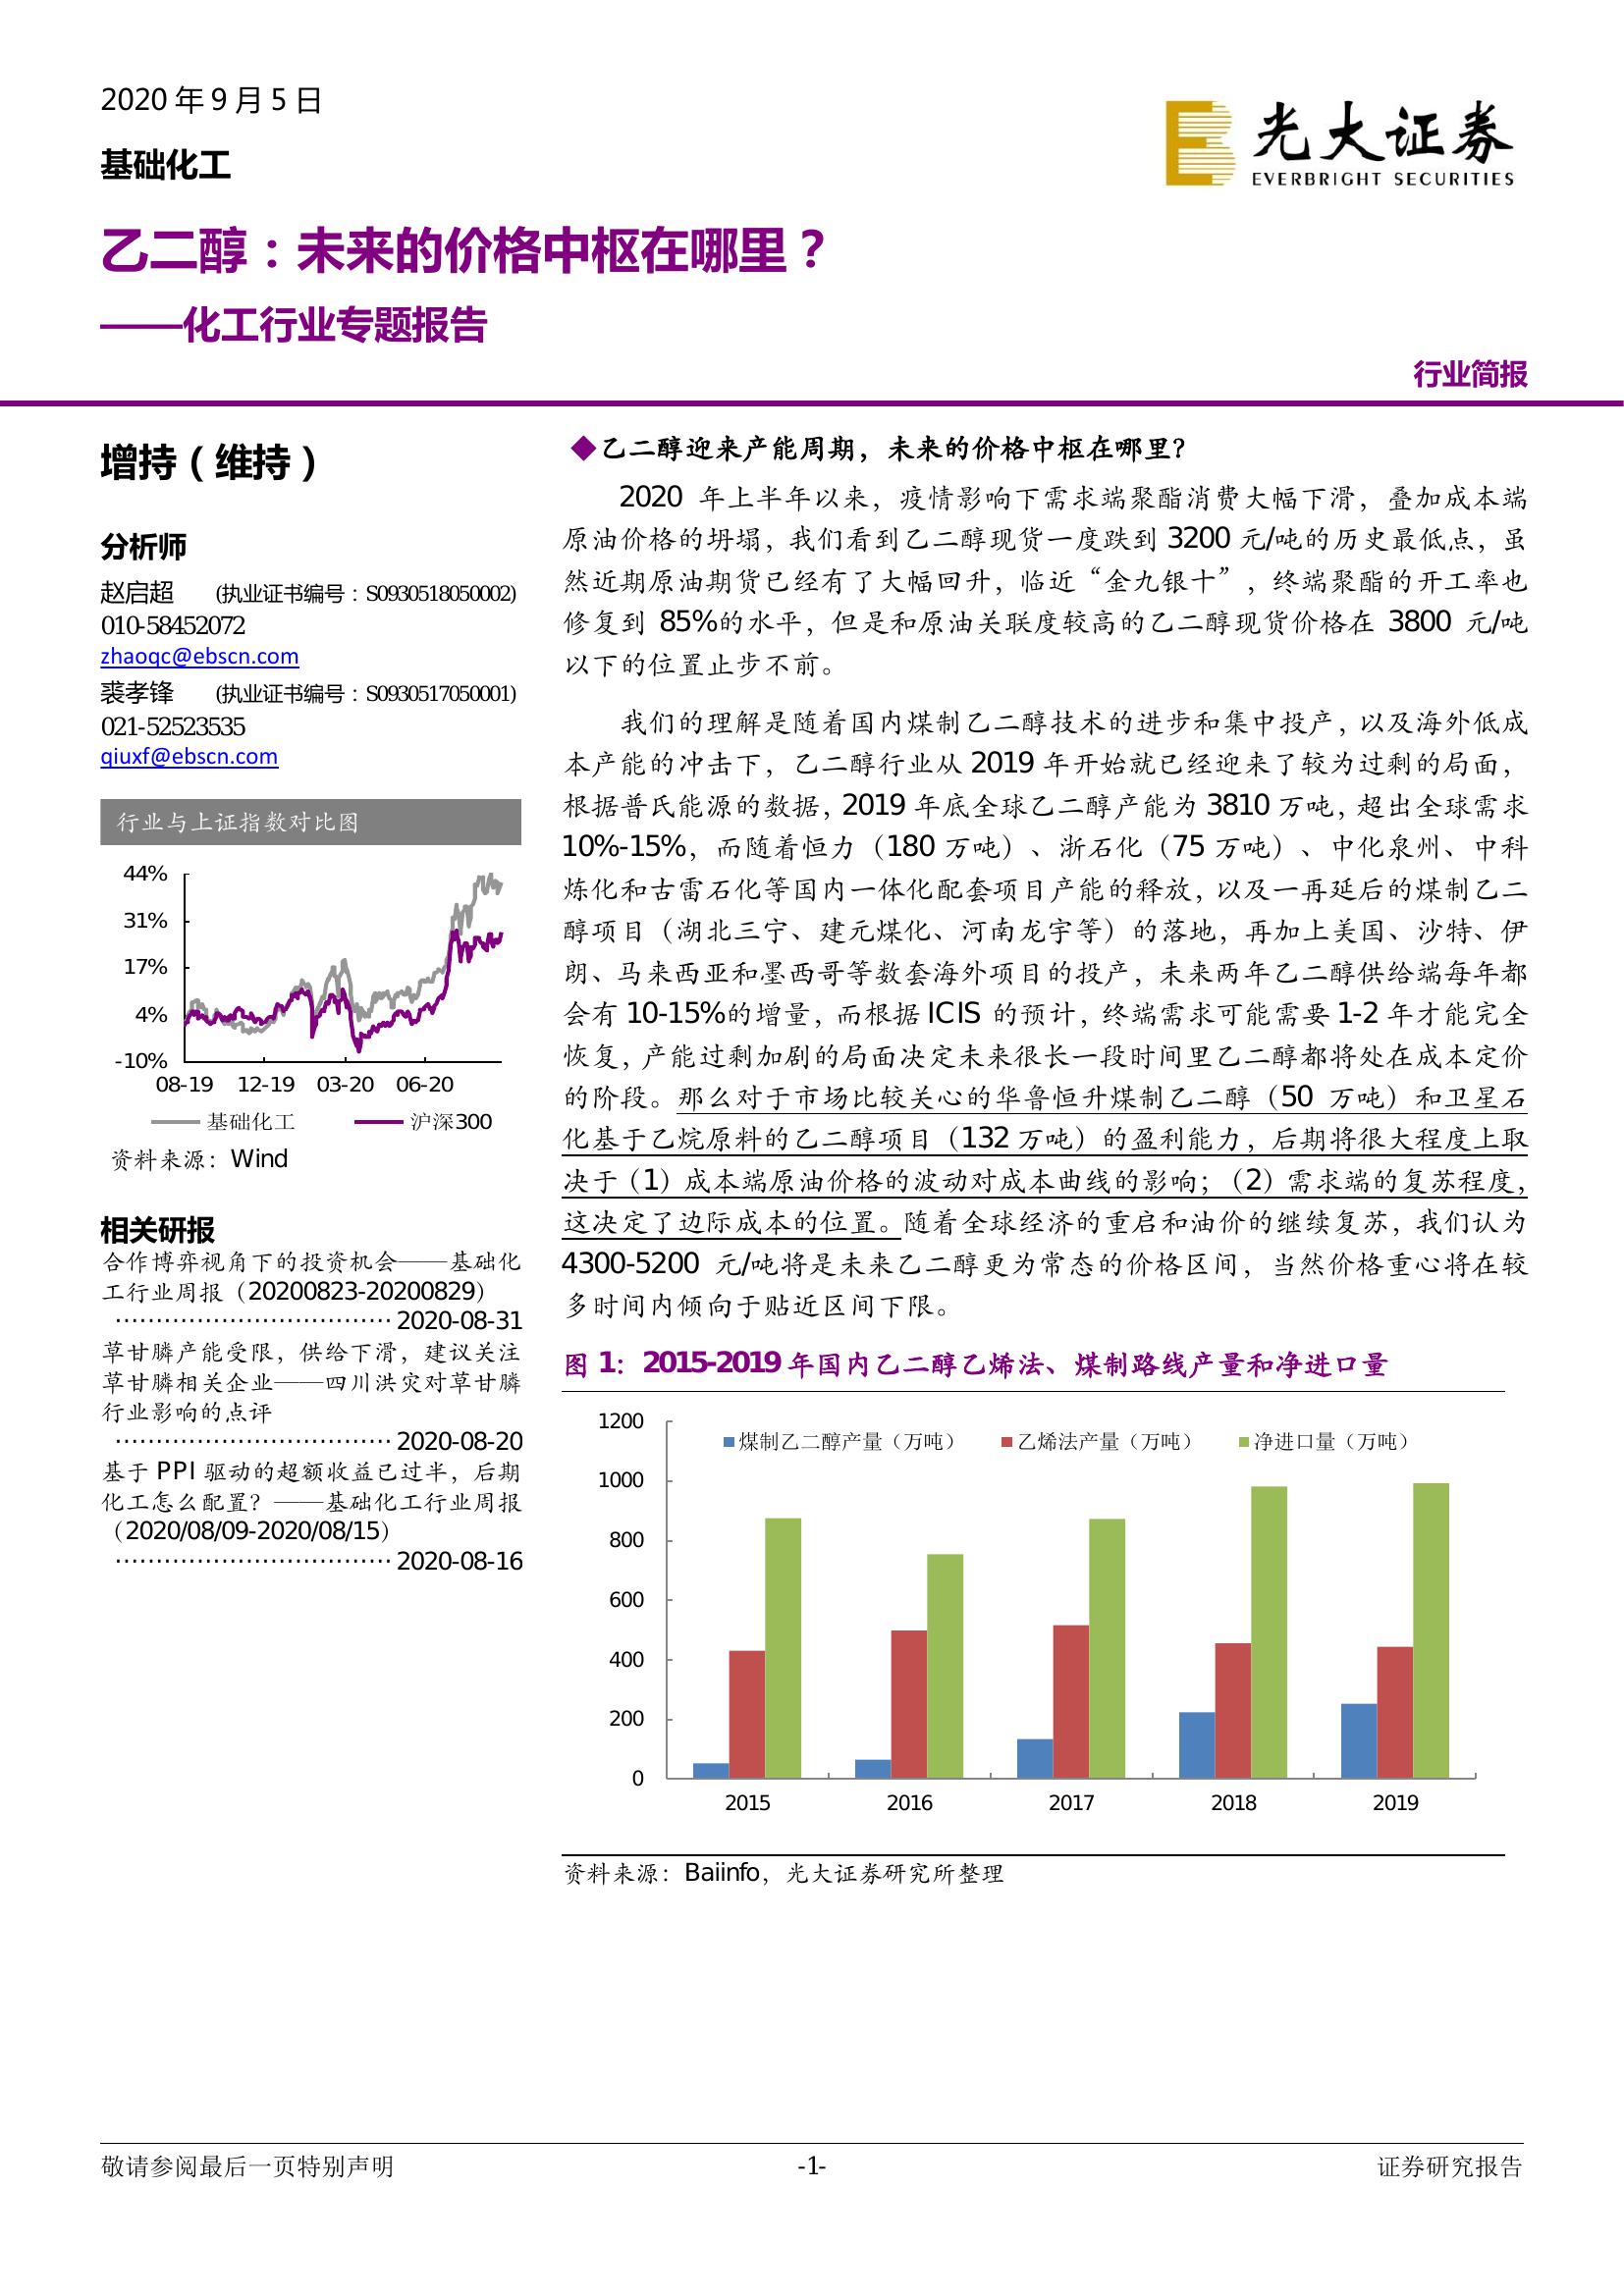 2020 年 9 月 5 日
基础化工
光大证券
EVERBRIGHT SECURITIES
乙二醇：未来的价格中枢在哪里？
——化工行业专题报告
行业简报
增持（维持）
分析师
赵启超 (执业证书编号：S0930518050002)
010-58452072
zhaoqc@ebscn.com
裘孝锋 (执业证书编号：S0930517050001)
021-52523535
qiuxf@ebscn.com
行业与上证指数对比图
44%
31%
17%
4%
-10%
08-19 12-19 03-20 06-20
基础化工 沪深300
资料来源：Wind
相关研报
合作博弈视角下的投资机会——基础化
工行业周报（20200823-20200829）
·································· 2020-08-31
草甘膦产能受限，供给下滑，建议关注
草甘膦相关企业——四川洪灾对草甘膦
行业影响的点评
·································· 2020-08-20
基于 PPI 驱动的超额收益已过半，后期
化工怎么配置？——基础化工行业周报
（2020/08/09-2020/08/15）
·································· 2020-08-16
◆乙二醇迎来产能周期，未来的价格中枢在哪里？
2020 年上半年以来，疫情影响下需求端聚酯消费大幅下滑，叠加成本端
原油价格的坍塌，我们看到乙二醇现货一度跌到 3200 元/吨的历史最低点，虽
然近期原油期货已经有了大幅回升，临近“金九银十”，终端聚酯的开工率也
修复到 85%的水平，但是和原油关联度较高的乙二醇现货价格在 3800 元/吨
以下的位置止步不前。
我们的理解是随着国内煤制乙二醇技术的进步和集中投产，以及海外低成
本产能的冲击下，乙二醇行业从 2019 年开始就已经迎来了较为过剩的局面，
根据普氏能源的数据，2019 年底全球乙二醇产能为 3810 万吨，超出全球需求
10%-15%，而随着恒力（180 万吨）、浙石化（75 万吨）、中化泉州、中科
炼化和古雷石化等国内一体化配套项目产能的释放，以及一再延后的煤制乙二
醇项目（湖北三宁、建元煤化、河南龙宇等）的落地，再加上美国、沙特、伊
朗、马来西亚和墨西哥等数套海外项目的投产，未来两年乙二醇供给端每年都
会有 10-15%的增量，而根据 ICIS 的预计，终端需求可能需要 1-2 年才能完全
恢复，产能过剩加剧的局面决定未来很长一段时间里乙二醇都将处在成本定价
的阶段。那么对于市场比较关心的华鲁恒升煤制乙二醇（50 万吨）和卫星石
化基于乙烷原料的乙二醇项目（132 万吨）的盈利能力，后期将很大程度上取
决于（1）成本端原油价格的波动对成本曲线的影响；（2）需求端的复苏程度，
这决定了边际成本的位置。随着全球经济的重启和油价的继续复苏，我们认为
4300-5200 元/吨将是未来乙二醇更为常态的价格区间，当然价格重心将在较
多时间内倾向于贴近区间下限。
图 1：2015-2019 年国内乙二醇乙烯法、煤制路线产量和净进口量
煤制乙二醇产量（万吨） 乙烯法产量（万吨） 净进口量（万吨）
1200
1000
800
600
400
200
0
2015 2016 2017 2018 2019
资料来源：Baiinfo，光大证券研究所整理
敬请参阅最后一页特别声明 -1- 证券研究报告